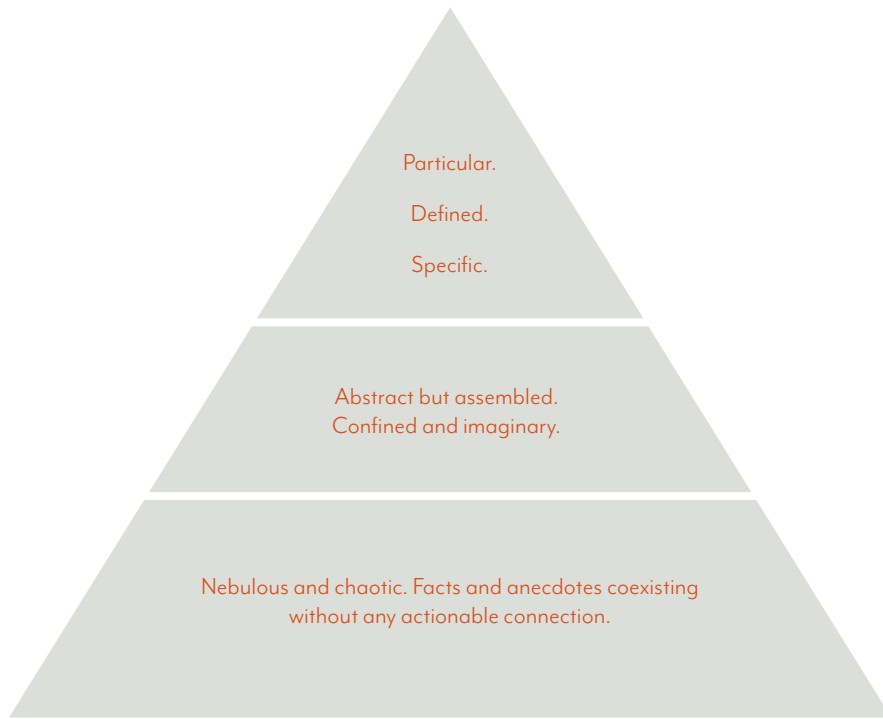 Particular.
Defined.
Specific.
Abstract but assembled.
Confined and imaginary.
Nebulous and chaotic. Facts and anecdotes coexisting
without any actionable connection.